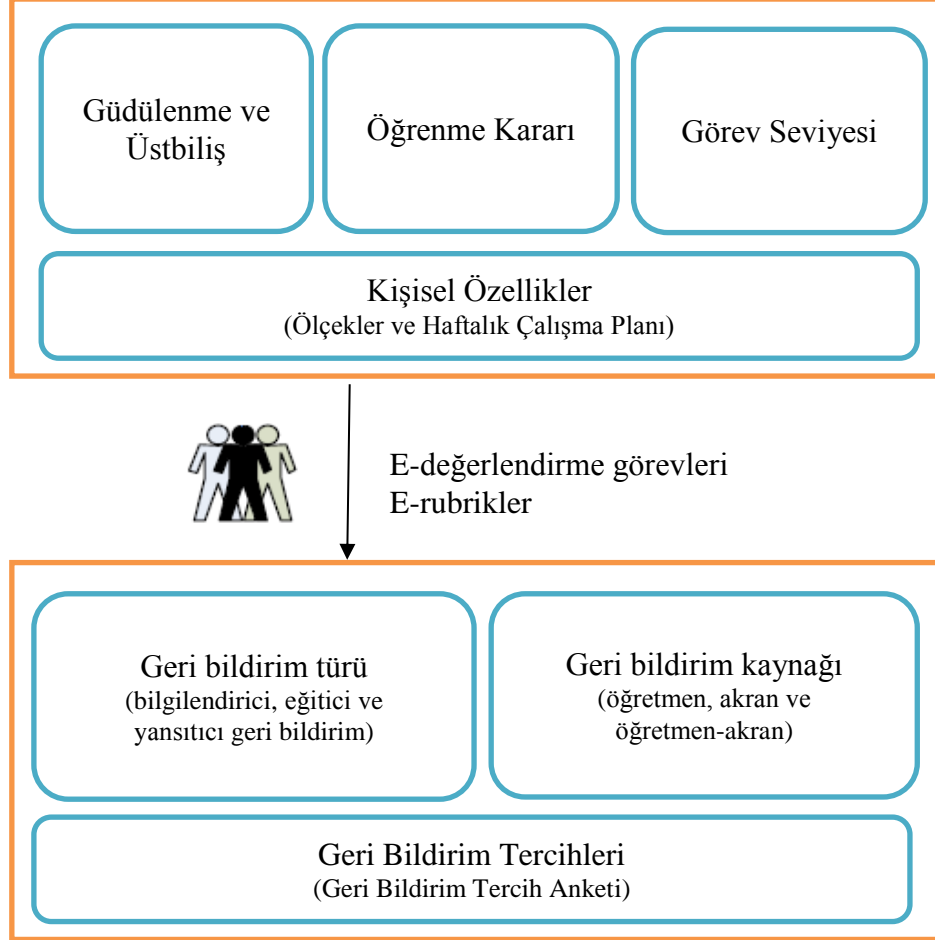 Güdülenme ve
Üstbiliş
Öğrenme Kararı
Görev Seviyesi
Kişisel Özellikler
(Ölçekler ve Haftalık Çalışma Planı)
E-değerlendirme görevleri
E-rubrikler
Geri bildirim türü
(bilgilendirici, eğitici ve
yansıtıcı geri bildirim)
Geri bildirim kaynağı
(öğretmen, akran ve
öğretmen-akran)
Geri Bildirim Tercihleri
(Geri Bildirim Tercih Anketi)